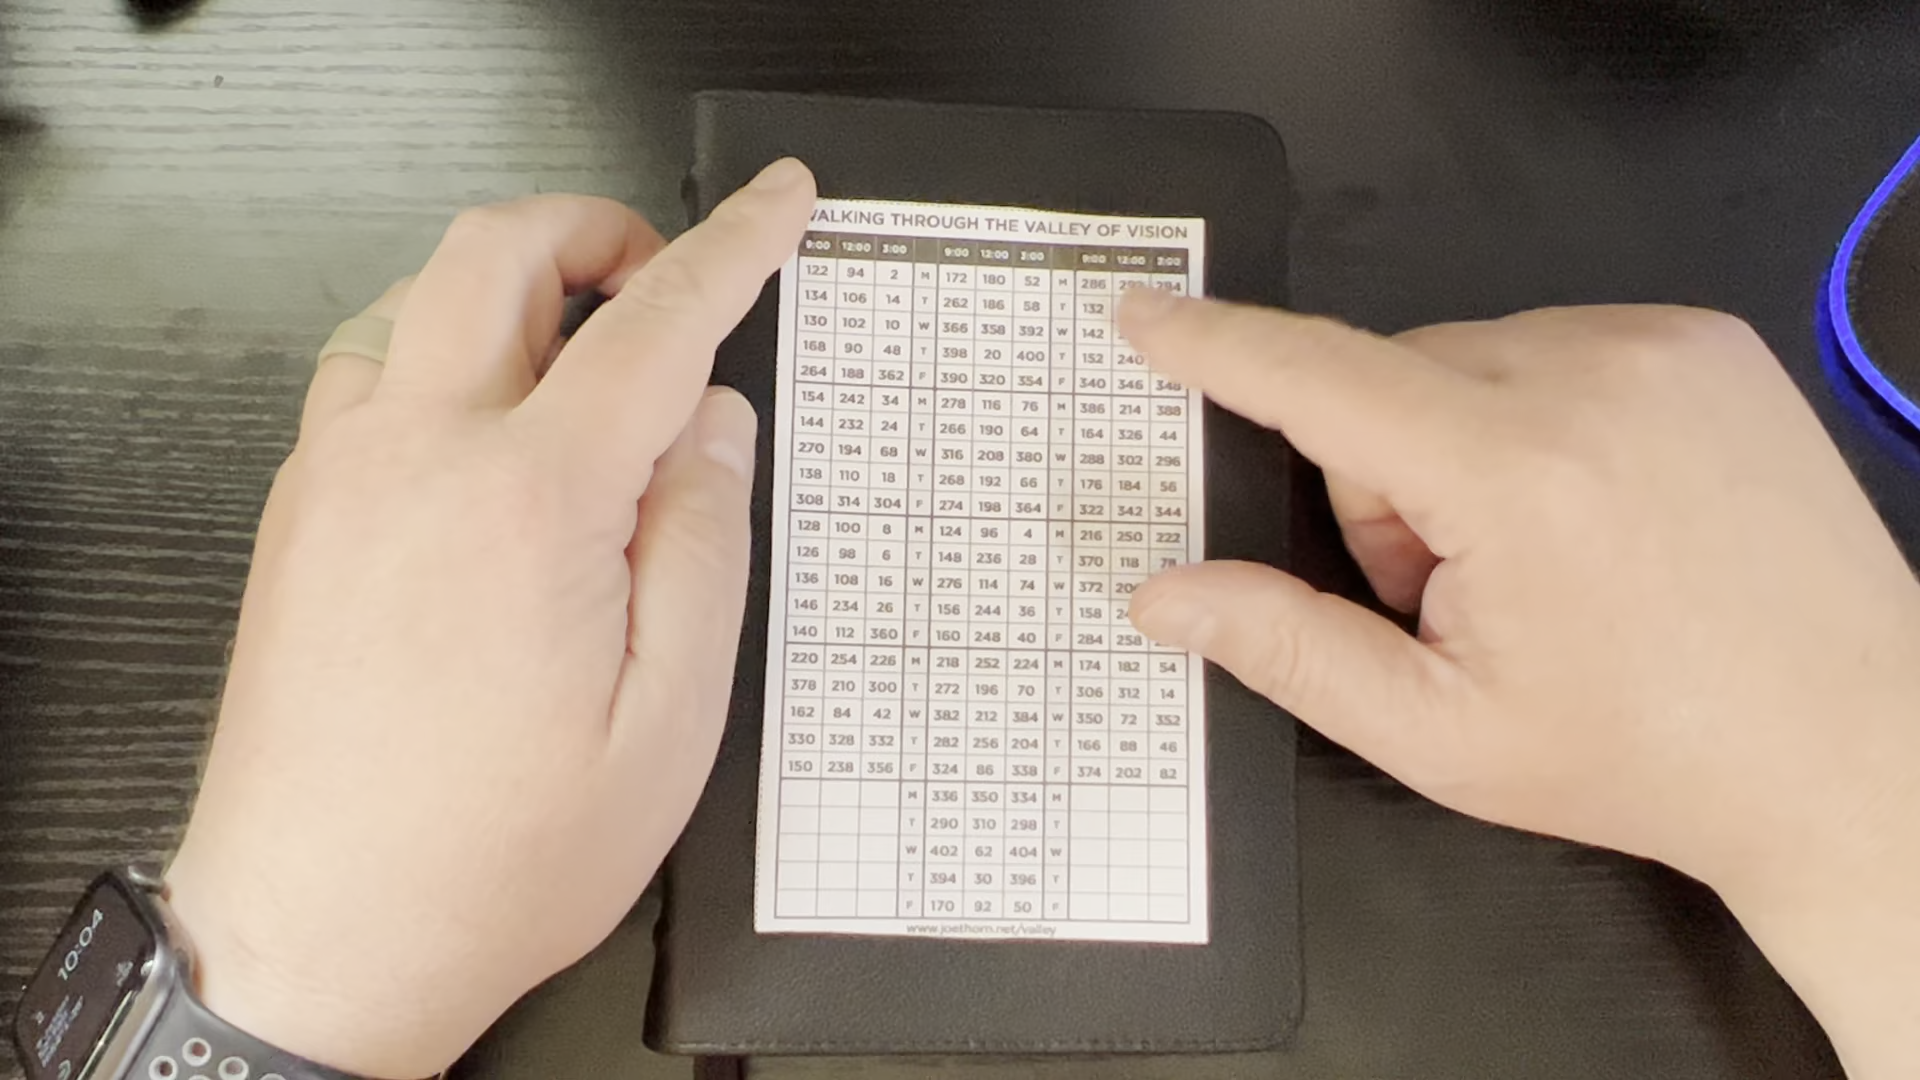 WALKING THROUGH THE VALLEY OF VISION
9:00 12:00 3:00 9:00 12:00 3:00 9:00 12:00
122 94 2 M 172 180 52 M 286 294
134 106 14 T 262 186 58 T 132
130 102 10 W 366 358 392 W 142
168 90 48 T 398 20 400 T 152 240
264 188 362 F 390 320 354 F 340 346 348
154 242 34 M 278 116 76 M 386 214 388
144 232 24 T 266 190 64 T 164 326 44
270 194 68 W 316 208 380 W 288 302 296
138 110 18 T 268 192 66 T 176 184 56
308 314 304 F 274 198 364 F 322 342 344
128 100 8 M 124 96 4 M 216 250 222
126 98 6 T 148 236 28 T 370 118 78
136 108 16 W 276 114 74 W 372
146 234 26 T 156 244 36 T 158
140 112 360 F 160 248 40 F 284 258
220 254 226 M 218 252 224 M 174 182 54
378 210 300 T 272 196 70 T 306 312 14
162 84 42 W 382 212 384 W 350 72 352
330 328 332 T 282 256 204 T 166 88 46
150 238 356 F 324 86 338 F 374 202 82
M 336 350 334 M
T 290 310 298 T
W 402 62 404 W
T 394 30 396 T
F 170 92 50 F
www.joethorn.net/valley
10:04